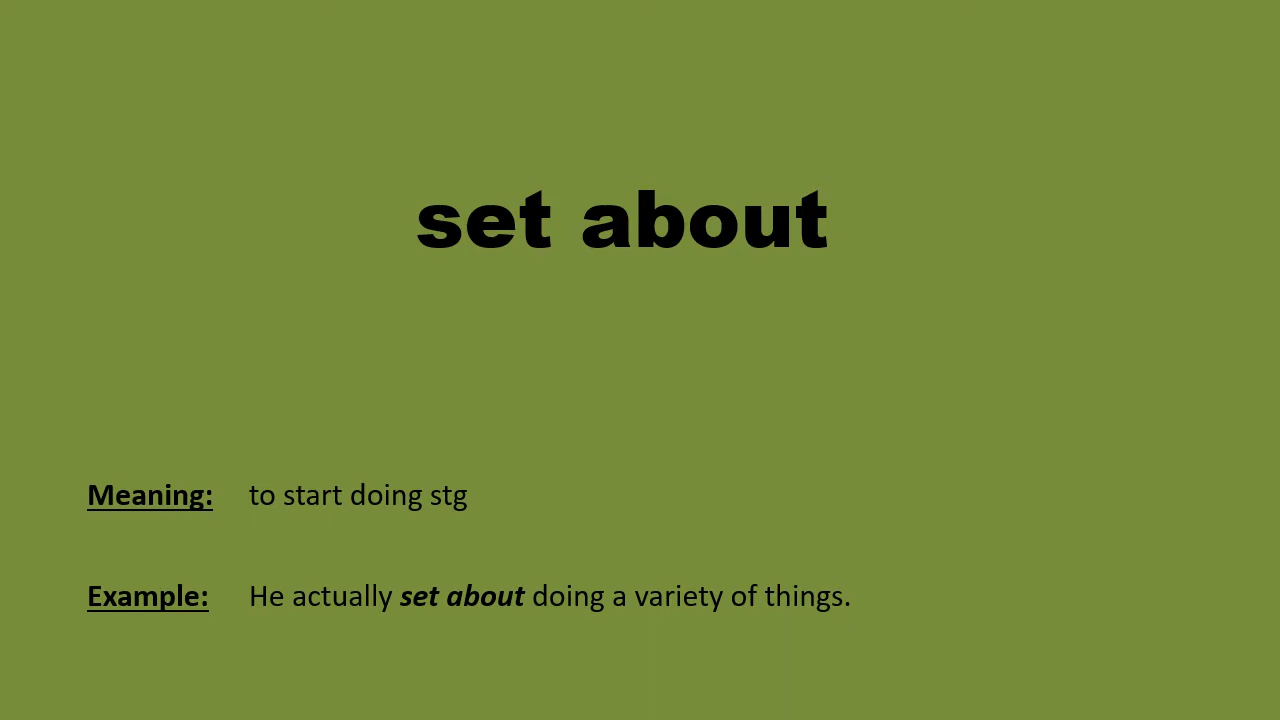 set about
Meaning: to start doing stg
Example: He actually set about doing a variety of things.